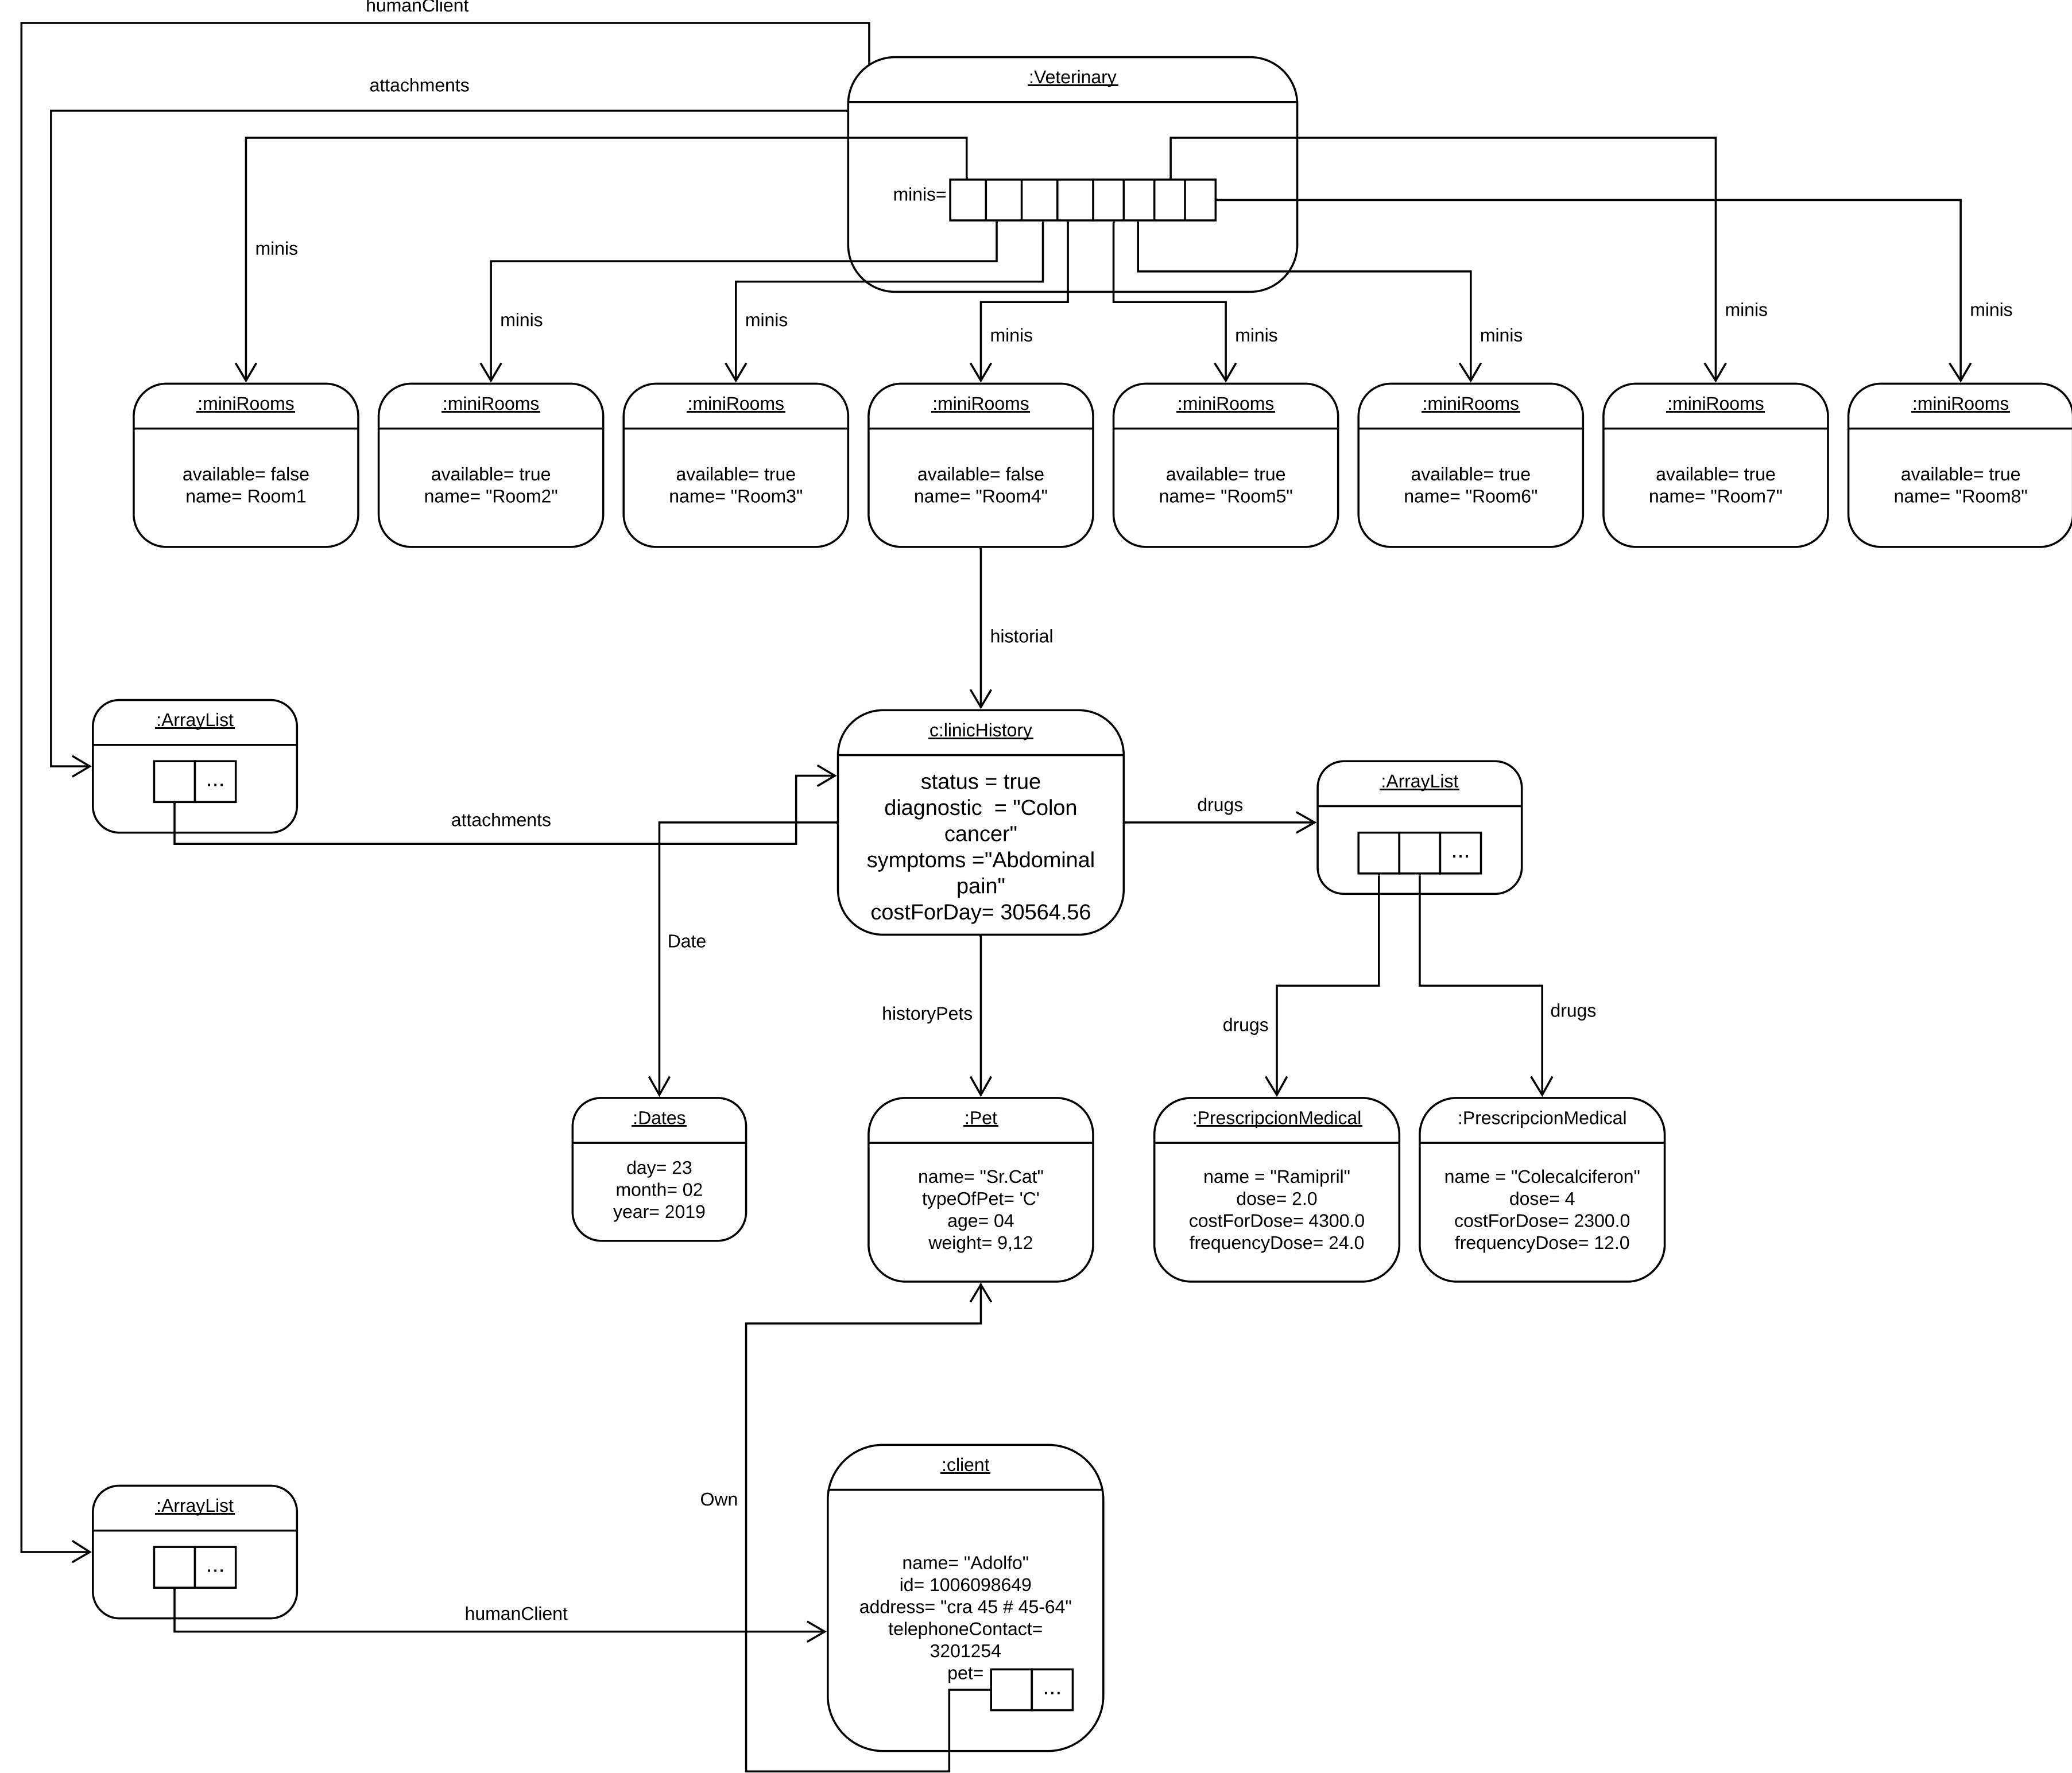 humanClient
attachments
:Veterinary
minis=
minis
minis
minis
minis
minis
minis
minis
minis
:miniRooms
available= false
name= Room1
:miniRooms
available= true
name= "Room2"
:miniRooms
available= true
name= "Room3"
:miniRooms
available= false
name= "Room4"
:miniRooms
available= true
name= "Room5"
:miniRooms
available= true
name= "Room6"
:miniRooms
available= true
name= "Room7"
:miniRooms
available= true
name= "Room8"
historial
:ArrayList
...
attachments
c:linicHistory
status = true
diagnostic  = "Colon
cancer"
symptoms ="Abdominal
pain"
costForDay= 30564.56
drugs
:ArrayList
...
Date
historyPets
drugs
drugs
:Dates
day= 23
month= 02
year= 2019
:Pet
name= "Sr.Cat"
typeOfPet= 'C'
age= 04
weight= 9,12
:PrescripcionMedical
name = "Ramipril"
dose= 2.0
costForDose= 4300.0
frequencyDose= 24.0
:PrescripcionMedical
name = "Colecalciferon"
dose= 4
costForDose= 2300.0
frequencyDose= 12.0
Own
:ArrayList
...
humanClient
:client
name= "Adolfo"
id= 1006098649
address= "cra 45 # 45-64"
telephoneContact=
3201254
pet=
...